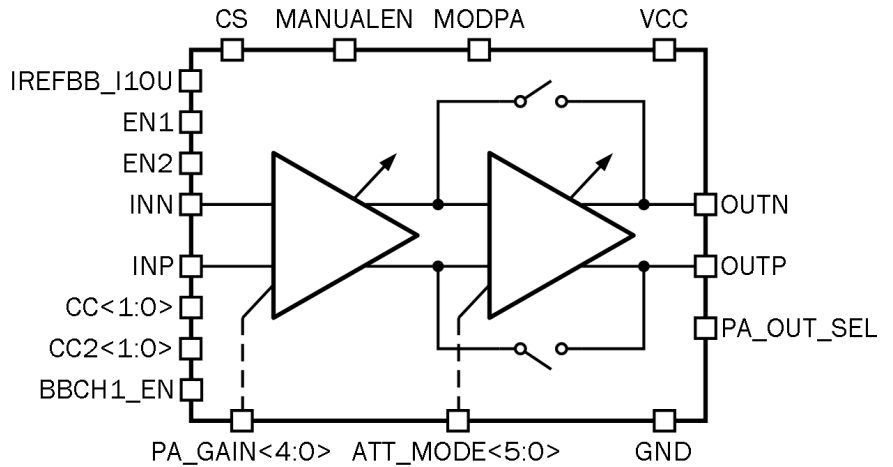 CS MANUALEN MODPA VCC
IREFBB_I10U
EN1
EN2
INN OUTN
INP OUTP
CC<1:0>
PA_OUT_SEL
CC2<1:0>
BBCH1_EN
PA_GAIN<4:0> ATT_MODE<5:0> GND